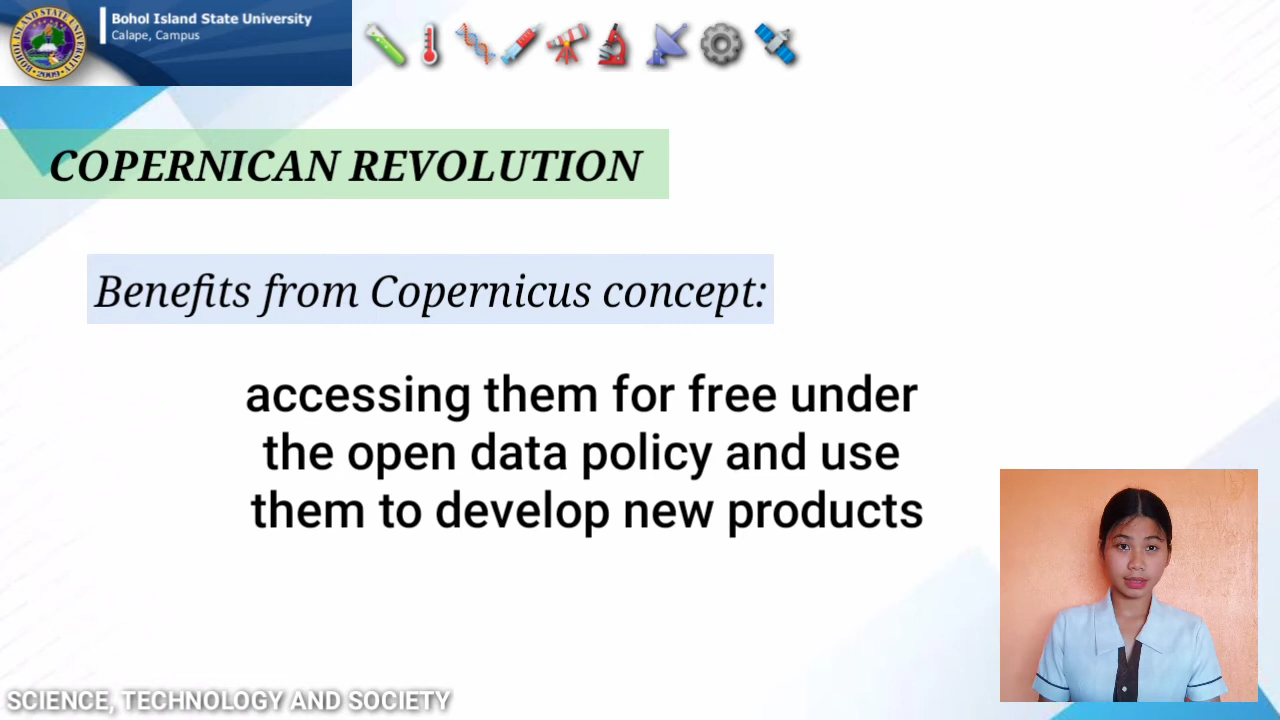 Bohol Island State University
Calape, Campus
COPERNICAN REVOLUTION
Benefits from Copernicus concept:
accessing them for free under
the open data policy and use
them to develop new products
SCIENCE, TECHNOLOGY AND SOCIETY